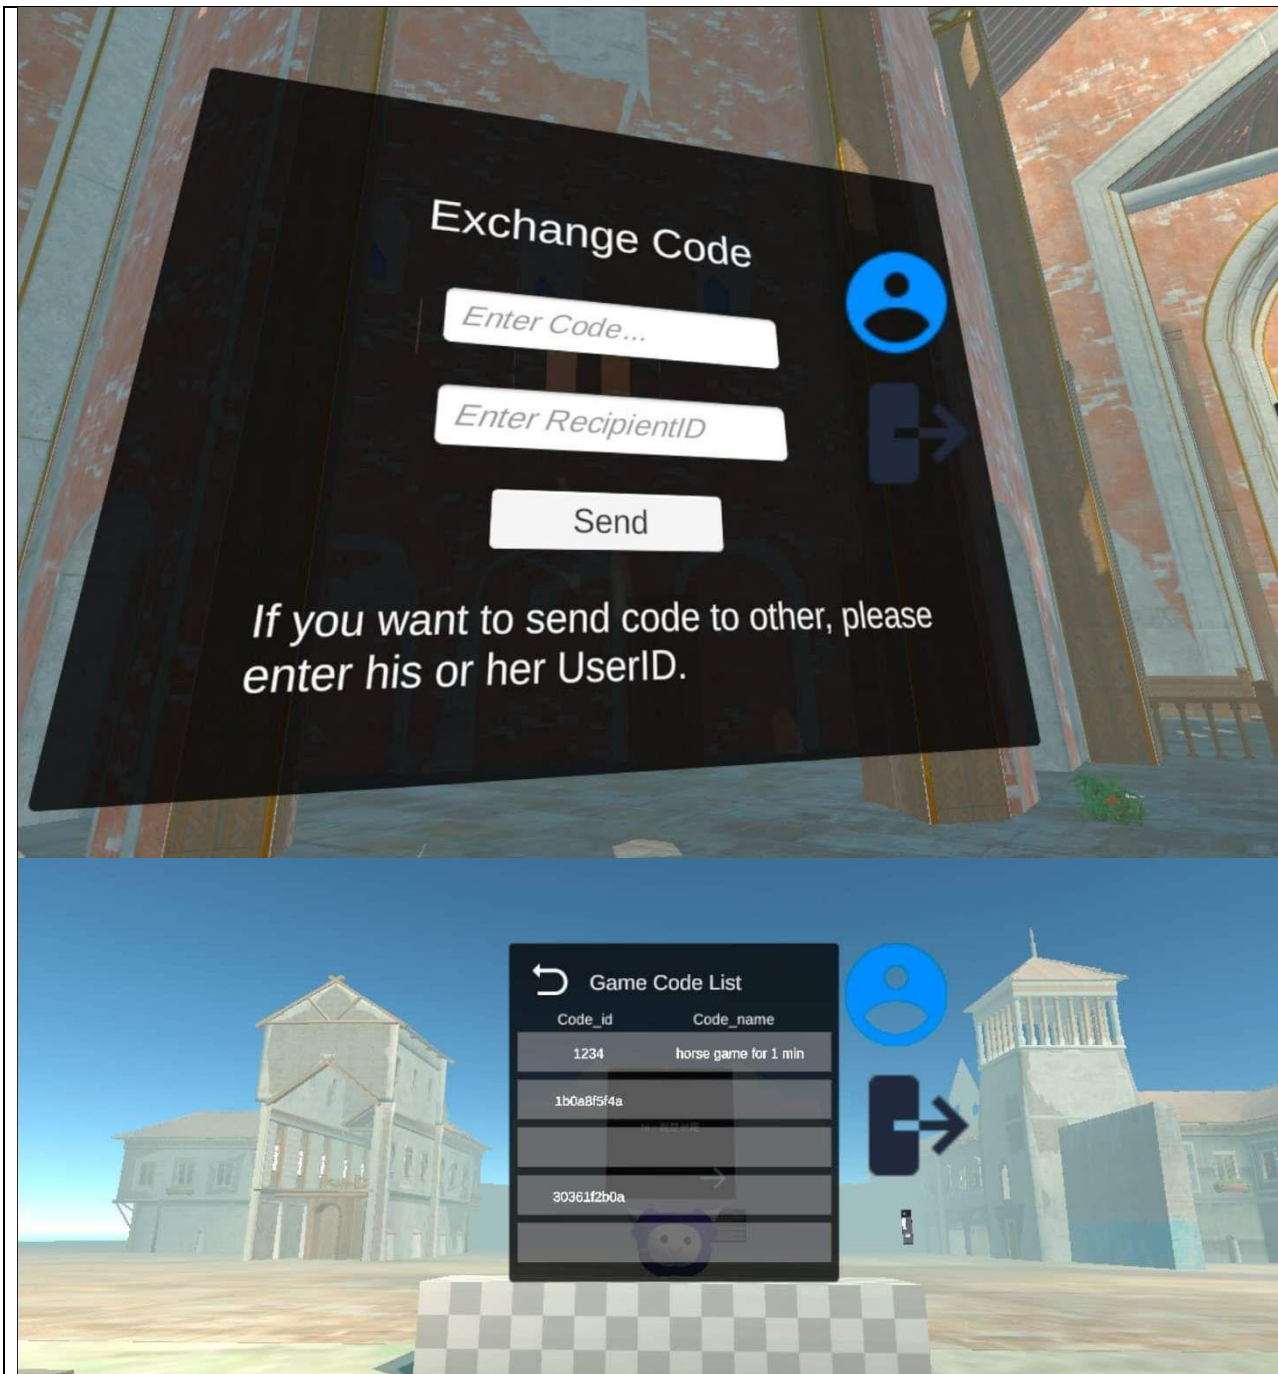 Exchange Code
Enter Code...
Enter RecipientID
Send
If you want to send code to other, please
enter his or her UserID.
Game Code List
Code_id Code_name
1234 horse game for 1 min
1b0a8f5f4a
30361f2b0a